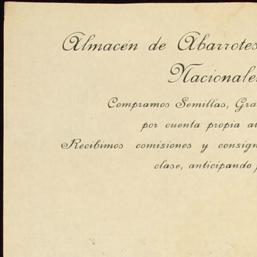 Almacén de Abarrotes
Nacionales
Compramos Semillas, Gra
por cuenta propia
Recibimos comisiones y consign
clase, anticipando